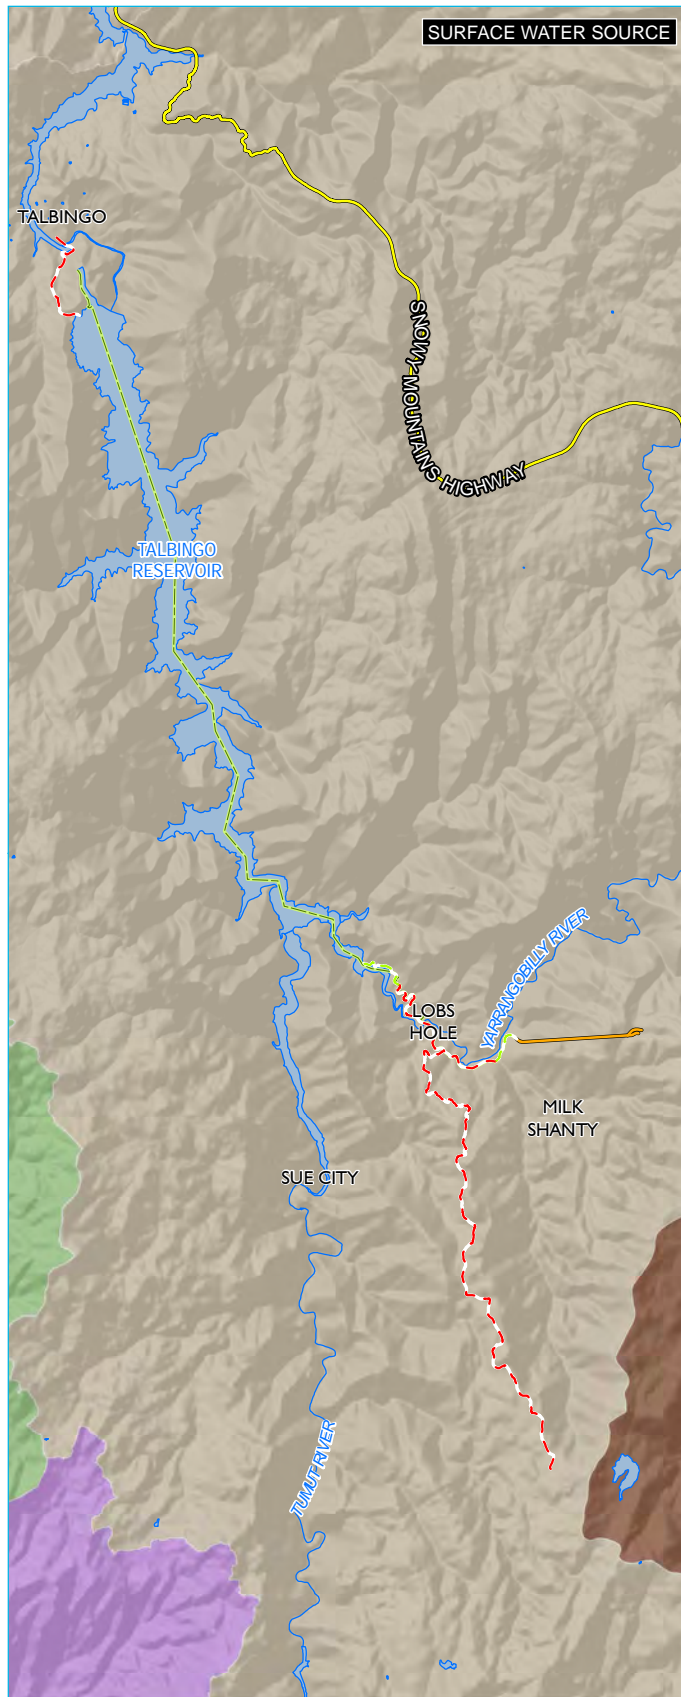 SURFACE WATER SOURCE
TALBINGO
SNOWY MOUNTAINS HIGHWAY
TALBINGO
RESERVOIR
YARRANGOBILLY RIVER
LOBS
HOLE
MILK
SHANTY
SUE CITY
TUMUT RIVER